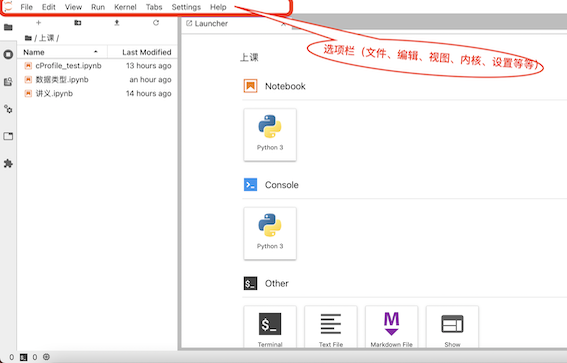 File Edit View Run Kernel Tabs Settings Help
/ 上课 /
Name Last Modified
cProfile_test.ipynb 13 hours ago
数据类型.ipynb an hour ago
讲义.ipynb 14 hours ago
Launcher
选项栏（文件、编辑、视图、内核、设置等等）
上课
Notebook
Python 3
Console
Python 3
$_ Other
$_ Terminal
Text File
M Markdown File
Show
0 $_ 0